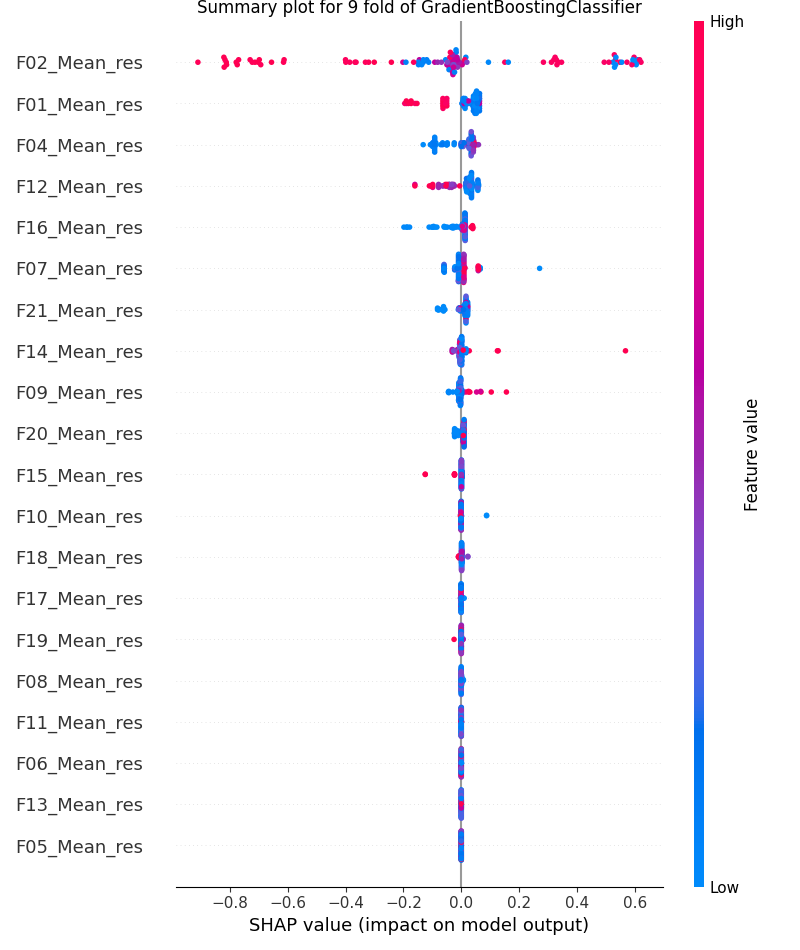 Summary plot for 9 fold of GradientBoostingClassifier
High
F02_Mean_res
F01_Mean_res
F04_Mean_res
F12_Mean_res
F16_Mean_res
F07_Mean_res
F21_Mean_res
F14_Mean_res
F09_Mean_res
F20_Mean_res
F15_Mean_res
F10_Mean_res
F18_Mean_res
F17_Mean_res
F19_Mean_res
F08_Mean_res
F11_Mean_res
F06_Mean_res
F13_Mean_res
F05_Mean_res
Feature value
Low
−0.8 −0.6 −0.4 −0.2 0.0 0.2 0.4 0.6
SHAP value (impact on model output)